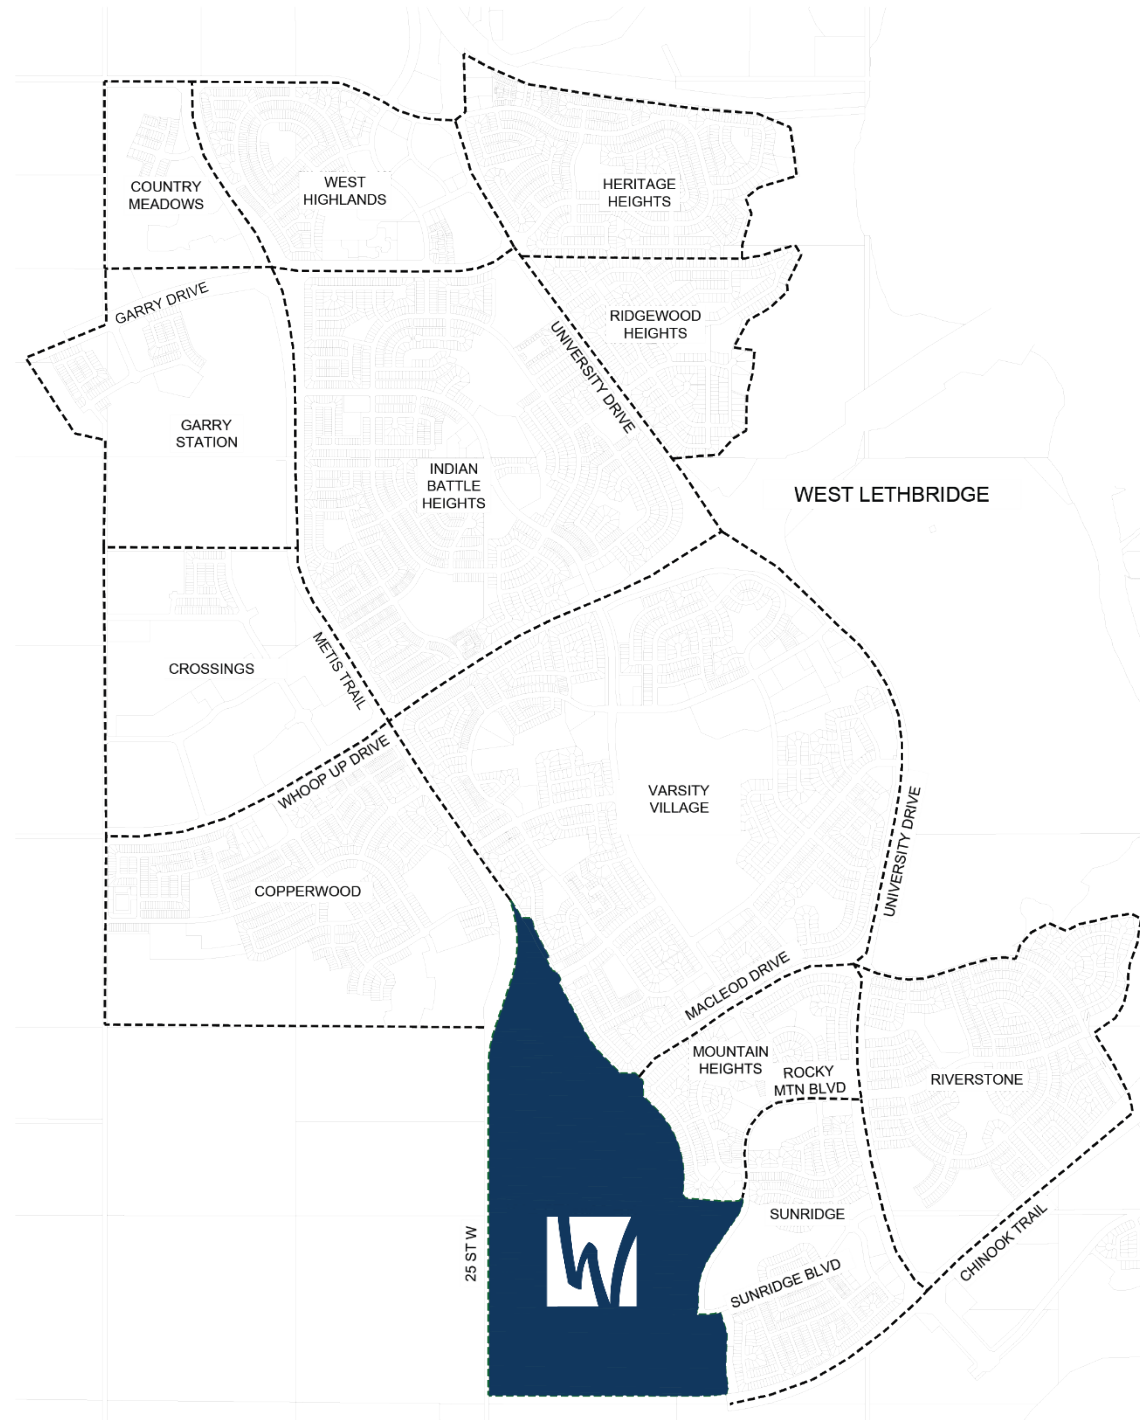 COUNTRY
MEADOWS
WEST
HIGHLANDS
HERITAGE
HEIGHTS
GARRY DRIVE
RIDGEWOOD
HEIGHTS
UNIVERSITY DRIVE
GARRY
STATION
INDIAN
BATTLE
HEIGHTS
WEST LETHBRIDGE
CROSSINGS
METIS TRAIL
WHOOP UP DRIVE
VARSITY
VILLAGE
UNIVERSITY DRIVE
COPPERWOOD
MACLEOD DRIVE
MOUNTAIN
HEIGHTS
ROCKY
MTN BLVD
RIVERSTONE
SUNRIDGE
25 ST W
W
SUNRIDGE BLVD
CHINOOK TRAIL